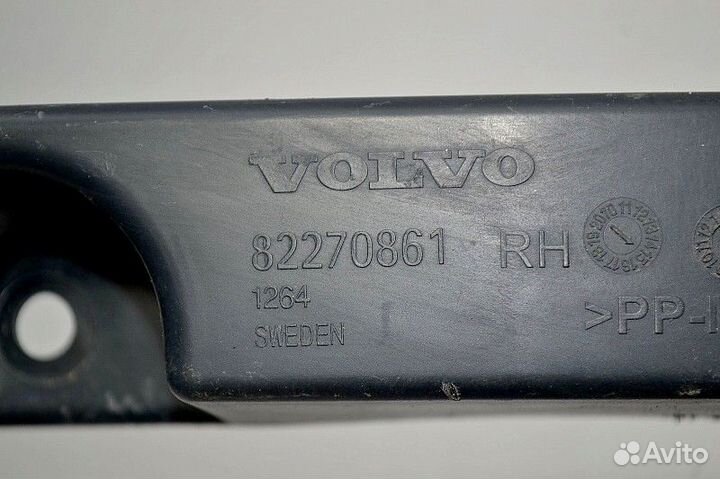 VOLVO
82270861 RH
1264
SWEDEN
>PP-
Avito